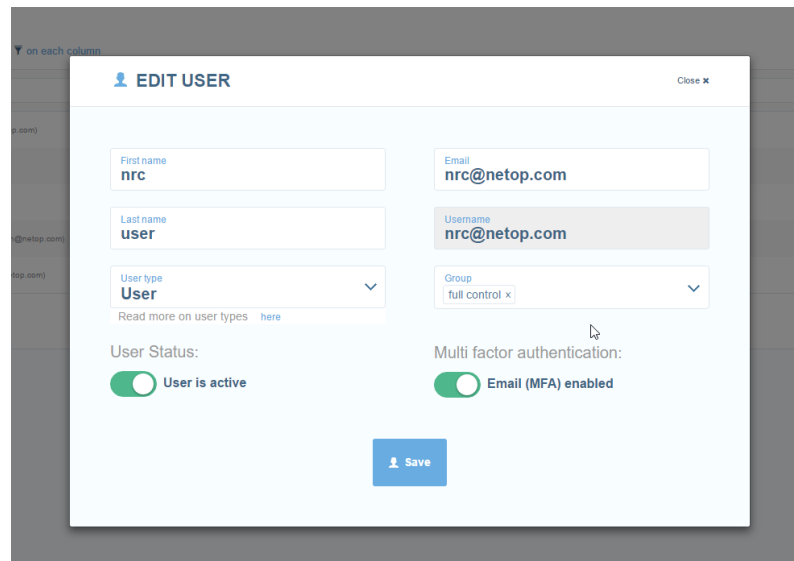 on each column
EDIT USER
Close ×
p.com)
First name
nrc
Email
nrc@netop.com
Last name
user
Username
nrc@netop.com
@netop.com)
User type
User
Group
full control ×
top.com)
Read more on user types here
User Status:
Multi factor authentication:
User is active
Email (MFA) enabled
Save